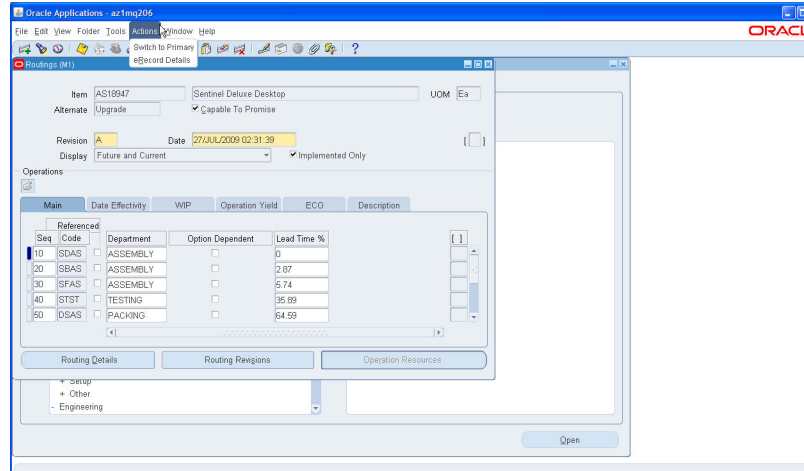 Oracle Applications - az1mq206
File Edit View Folder Tools Actions Window Help
ORACL
Switch to Primary
eRecord Details
Routings (M1)
Item AS18947 Sentinel Deluxe Desktop UOM Ea
Alternate Upgrade Capable To Promise
Revision A Date 27/JUL/2009 02:31:39 [ ]
Display Future and Current Implemented Only
Operations
Main Date Effectivity WIP Operation Yield ECO Description
Referenced
Seq Code Department Option Dependent Lead Time % [ ]
10 SDAS ASSEMBLY 0
20 SBAS ASSEMBLY 2.87
30 SFAS ASSEMBLY 5.74
40 STST TESTING 35.89
50 DSAS PACKING 64.59
Routing Details Routing Revisions Operation Resources
+ Setup
+ Other
- Engineering
Open